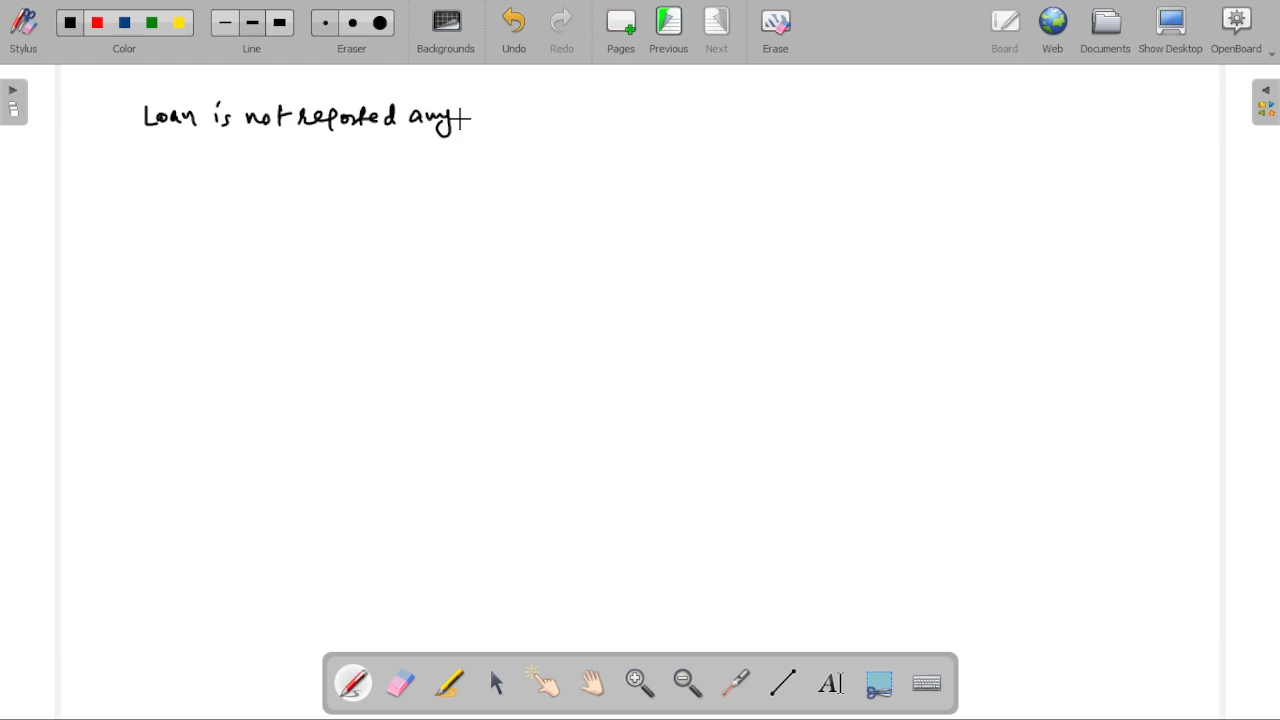 Stylus Color Line Eraser Backgrounds Undo Redo Pages Previous Next Erase Board Web Documents Show Desktop OpenBoard
Loan is not reported any
AI